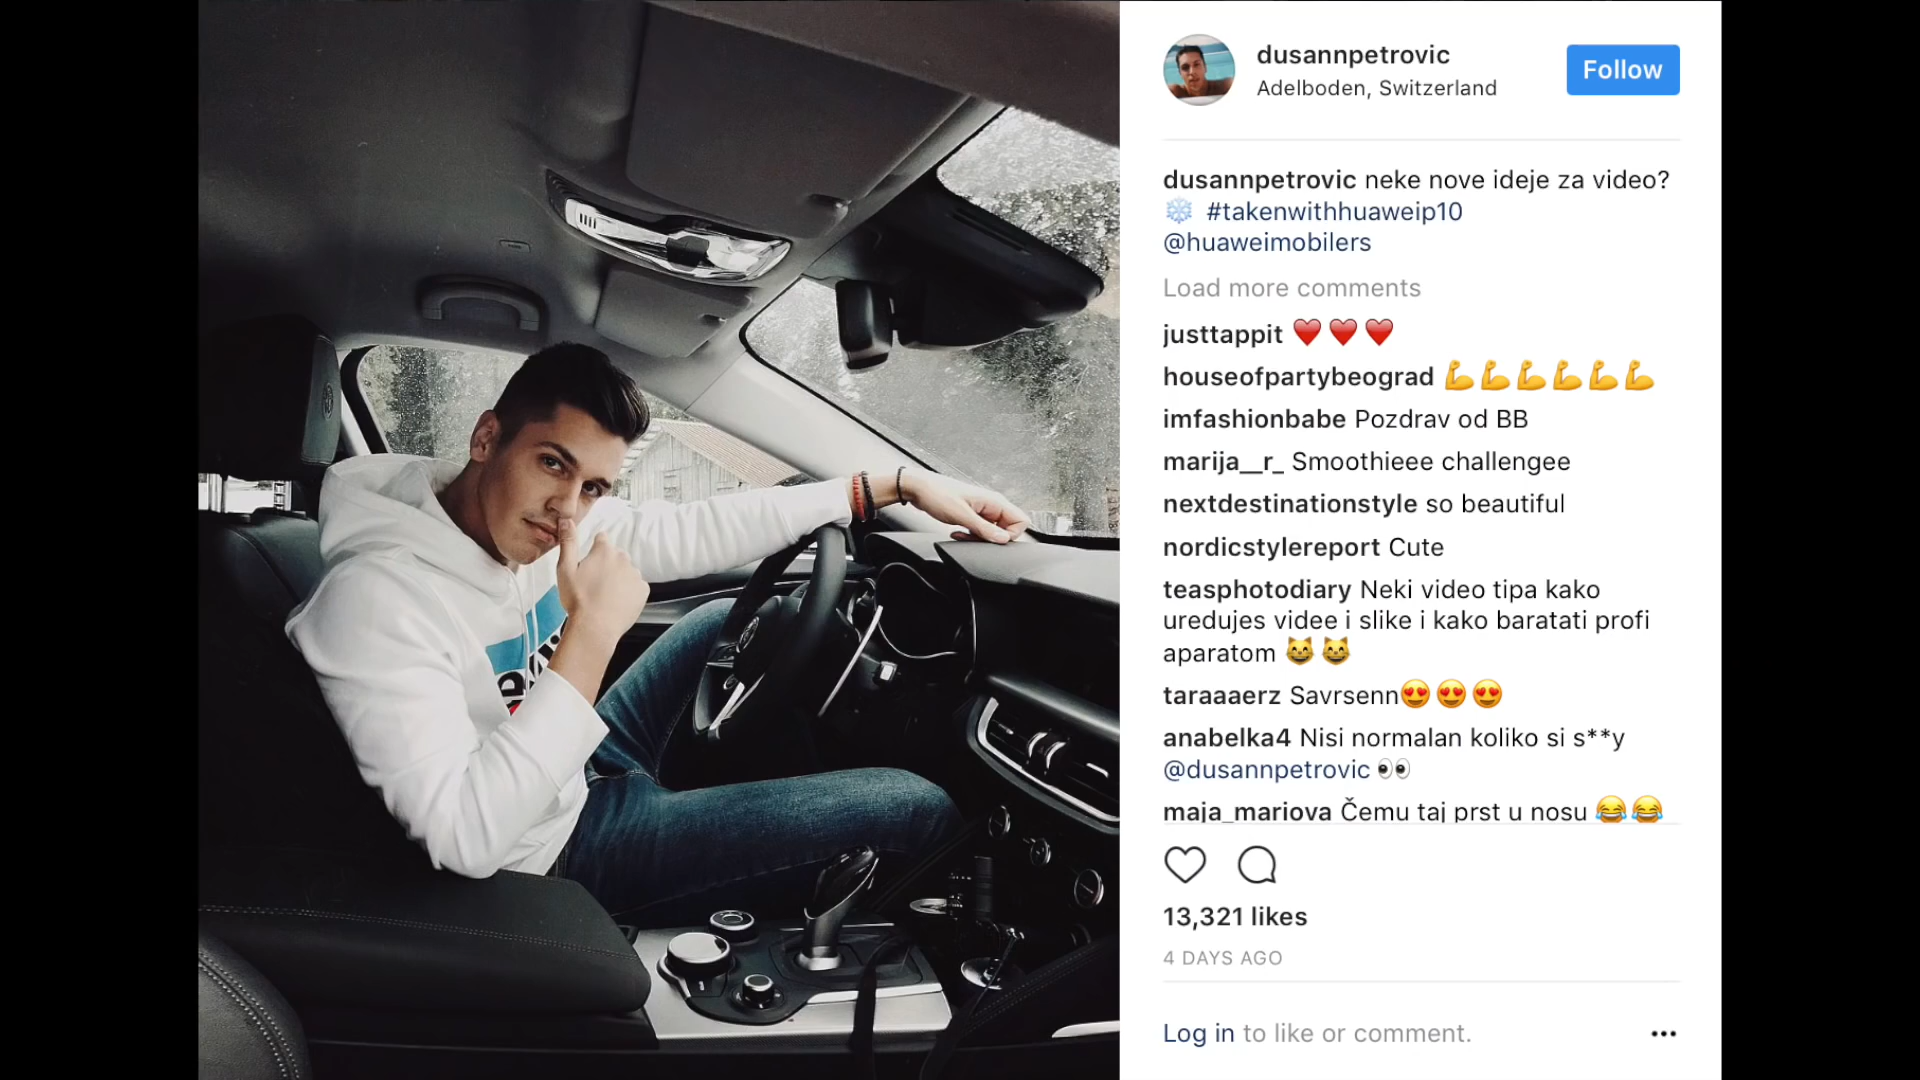 dusannpetrovic
Adelboden, Switzerland
Follow
dusannpetrovic neke nove ideje za video?
❄️ #takenwithhuaweip10
@huaweimobilers
Load more comments
justtappit ❤️ ❤️ ❤️
houseofpartybeograd 💪💪💪💪💪💪
imfashionbabe Pozdrav od BB
marija__r_ Smoothieee challengee
nextdestinationstyle so beautiful
nordicstylereport Cute
teasphotodiary Neki video tipa kako
uredujes videe i slike i kako baratati profi
aparatom 😸 😸
taraaaerz Savrsenn😍 😍 😍
anabelka4 Nisi normalan koliko si s**y
@dusannpetrovic 👀
maja_mariova Čemu taj prst u nosu 😂 😂
13,321 likes
4 DAYS AGO
Log in to like or comment.